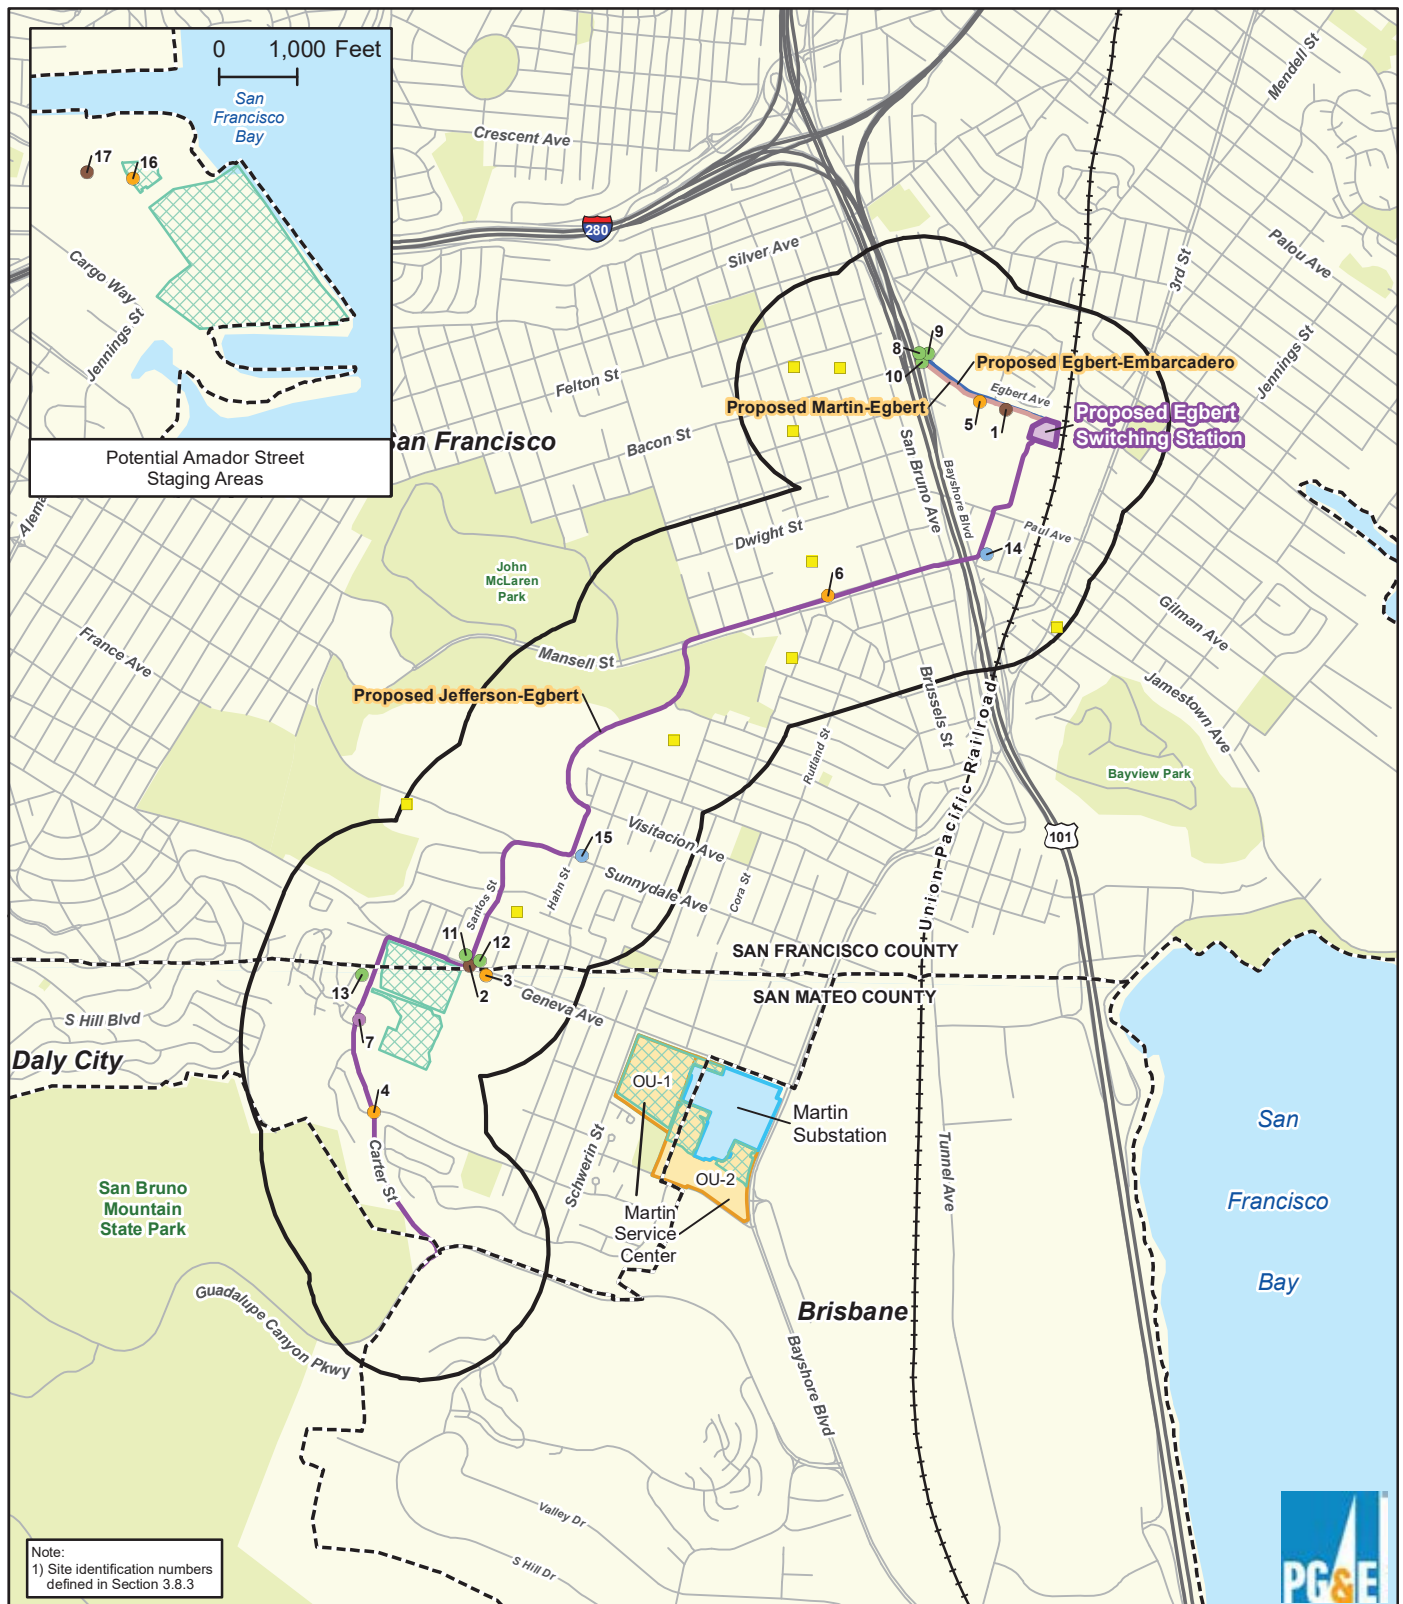 0 1,000 Feet
San
Francisco
Bay
17
16
Cargo Way
Jennings St
Potential Amador Street
Staging Areas
Crescent Ave
280
Silver Ave
Mendell St
Palou Ave
3rd St
Jennings St
8
9
10
Proposed Egbert-Embarcadero
Egbert Ave
Proposed Martin-Egbert
5
1
Proposed Egbert
Switching Station
Felton St
Bacon St
San Francisco
San Bruno Ave
Bayshore Blvd
Paul Ave
Dwight St
14
6
John
McLaren
Park
Mansell St
France Ave
Gilman Ave
Jamestown Ave
Brussels St
Proposed Jefferson-Egbert
Rutland St
Union Pacific Railroad
Bayview Park
101
Visitacion Ave
15
Sunnydale Ave
Hahn St
Santos St
Cora St
11
12
13
2
3
SAN FRANCISCO COUNTY
SAN MATEO COUNTY
Geneva Ave
S Hill Blvd
7
Daly City
4
OU-1
Martin
Substation
OU-2
Carter St
Schwerin St
Martin
Service
Center
Tunnel Ave
San Bruno
Mountain
State Park
San
Francisco
Bay
Guadalupe Canyon Pkwy
Brisbane
Bayshore Blvd
Valley Dr
S Hill Dr
Note:
1) Site identification numbers
defined in Section 3.8.3
PG&E